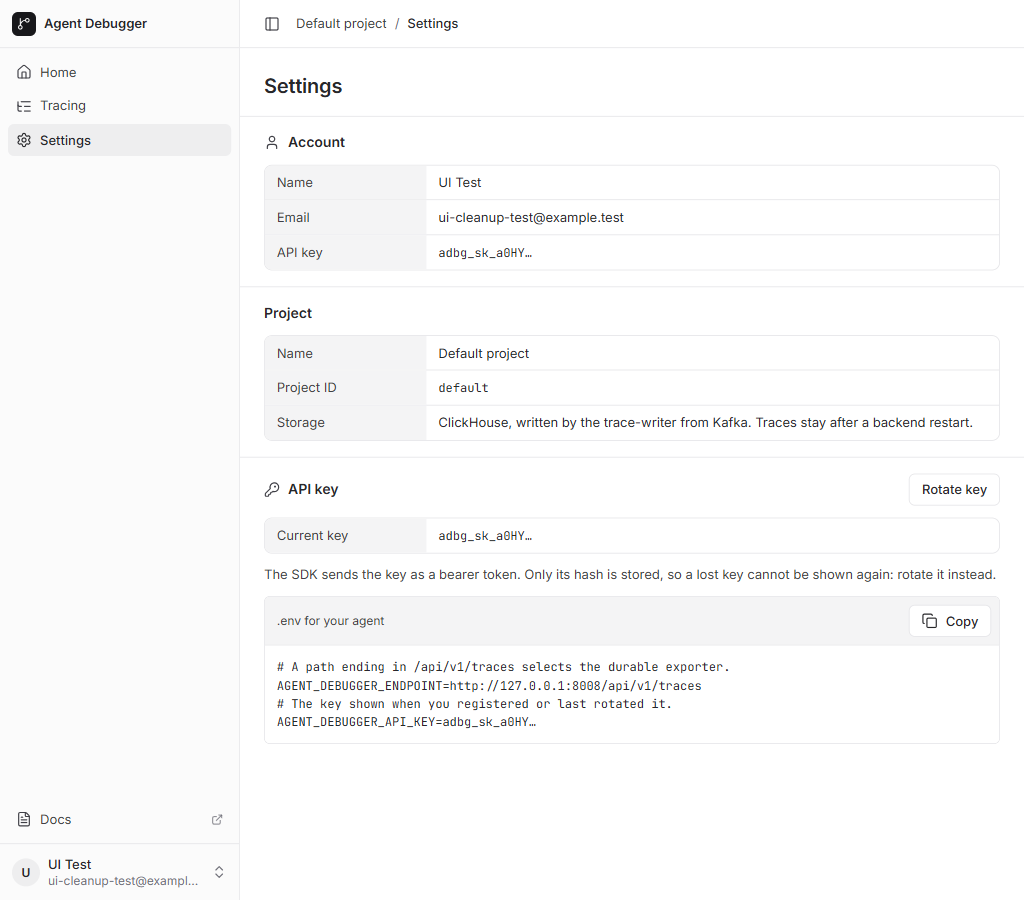 Agent Debugger
Default project / Settings
Home
Tracing
Settings
Settings
Account
Name UI Test
Email ui-cleanup-test@example.test
API key adbg_sk_a0HY…
Project
Name Default project
Project ID default
Storage ClickHouse, written by the trace-writer from Kafka. Traces stay after a backend restart.
API key Rotate key
Current key adbg_sk_a0HY…
The SDK sends the key as a bearer token. Only its hash is stored, so a lost key cannot be shown again: rotate it instead.
.env for your agent Copy
# A path ending in /api/v1/traces selects the durable exporter.
AGENT_DEBUGGER_ENDPOINT=http://127.0.0.1:8008/api/v1/traces
# The key shown when you registered or last rotated it.
AGENT_DEBUGGER_API_KEY=adbg_sk_a0HY…
Docs
U
UI Test
ui-cleanup-test@exampl...